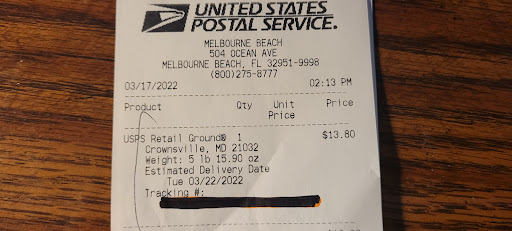 UNITED STATES
POSTAL SERVICE.
MELBOURNE BEACH
504 OCEAN AVE
MELBOURNE BEACH, FL 32951-9998
(800)275-8777
03/17/2022 02:13 PM
Product Qty Unit Price
Price
USPS Retail Ground® 1 $13.80
Crownsville, MD 21032
Weight: 5 lb 15.90 oz
Estimated Delivery Date
Tue 03/22/2022
Tracking #: